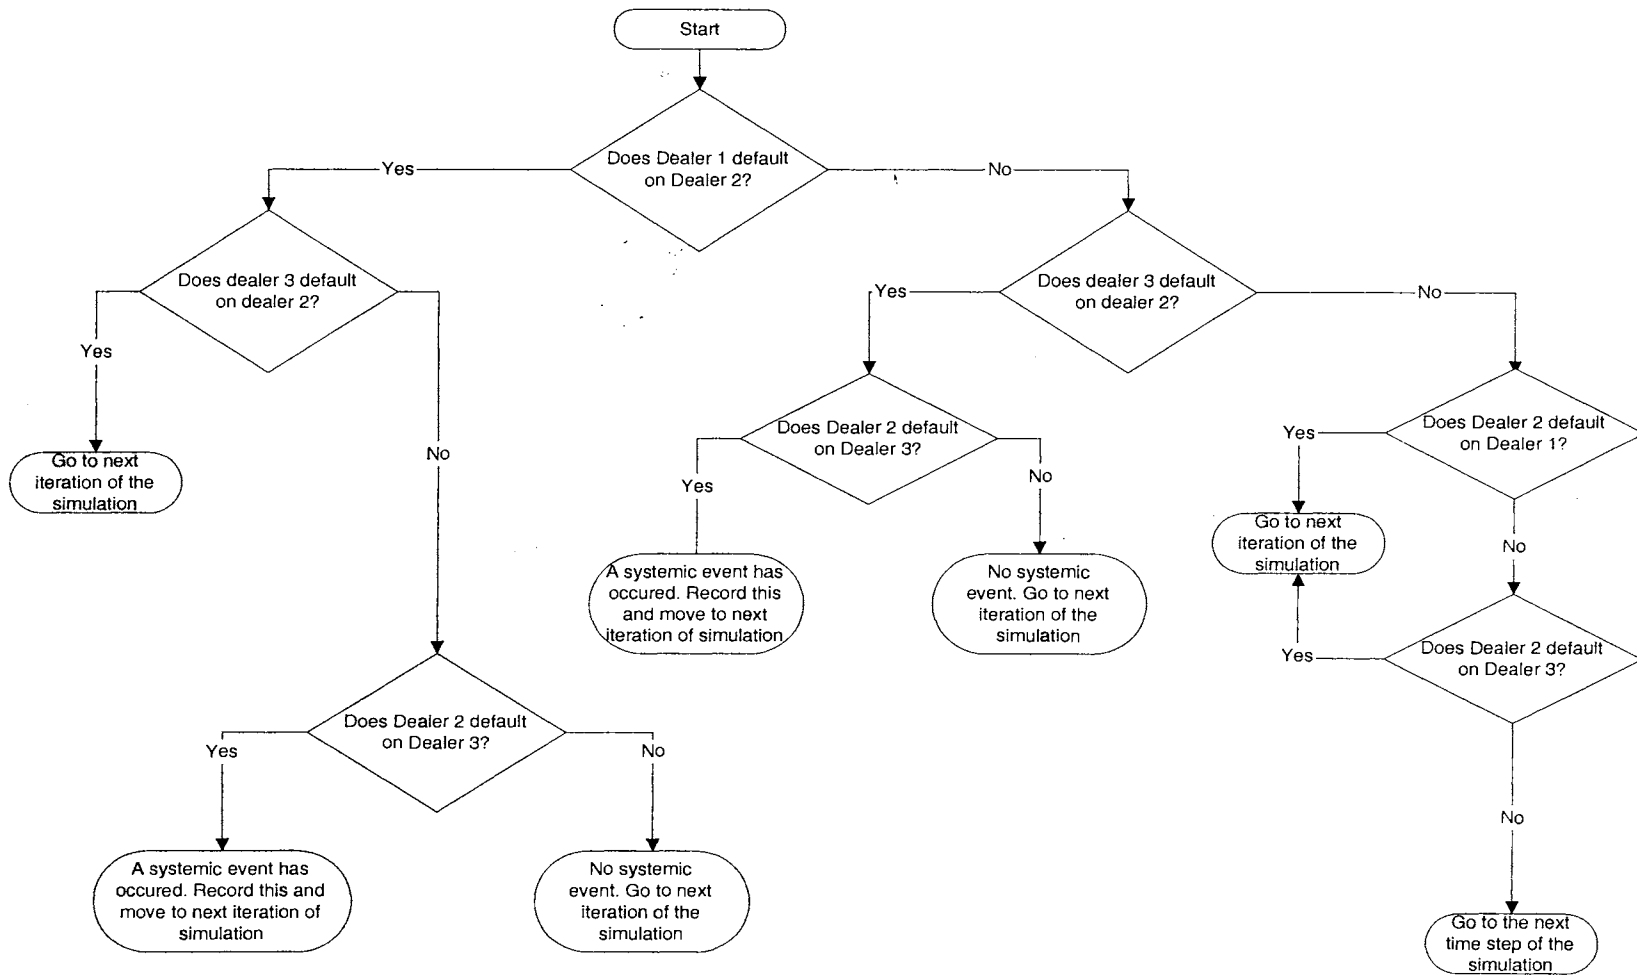 Start
Does Dealer 1 default
on Dealer 2?
Yes
No
Does dealer 3 default
on dealer 2?
Does dealer 3 default
on dealer 2?
Yes
No
Yes
No
Go to next
iteration of the
simulation
Does Dealer 2 default
on Dealer 3?
Yes
No
Does Dealer 2 default
on Dealer 1?
Yes
No
A systemic event has
occured. Record this
and move to next
iteration of simulation
No systemic
event. Go to next
iteration of the
simulation
Go to next
iteration of the
simulation
Does Dealer 2 default
on Dealer 3?
Yes
No
Does Dealer 2 default
on Dealer 3?
Yes
No
A systemic event has
occured. Record this and
move to next iteration of
simulation
No systemic
event. Go to next
iteration of the
simulation
Go to the next
time step of the
simulation